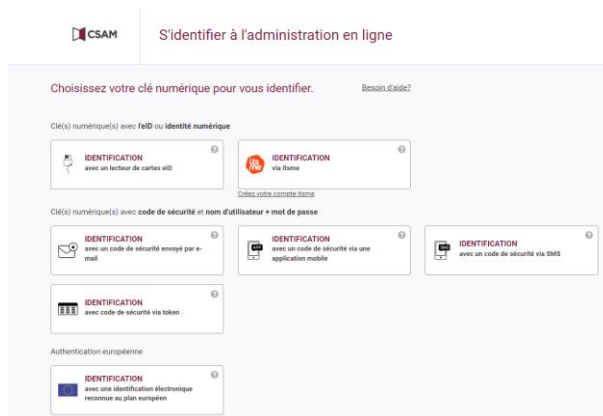 CSAM
S'identifier à l'administration en ligne
Choisissez votre clé numérique pour vous identifier.
Besoin d'aide?
Clé(s) numérique(s) avec l'eID ou identité numérique
IDENTIFICATION
avec un lecteur de cartes eID
itsme
IDENTIFICATION
via itsme
Créez votre compte itsme
Clé(s) numérique(s) avec code de sécurité et nom d'utilisateur + mot de passe
IDENTIFICATION
avec un code de sécurité envoyé par e-
mail
APP
IDENTIFICATION
avec un code de sécurité via une
application mobile
SMS
IDENTIFICATION
avec un code de sécurité via SMS
IDENTIFICATION
avec code de sécurité via token
Authentication européenne
IDENTIFICATION
avec une identification électronique
reconnue au plan européen